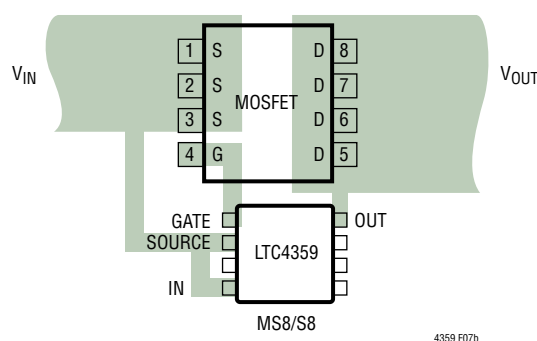 1 S D 8
VIN 2 S D 7 VOUT
MOSFET
3 S D 6
4 G D 5
GATE OUT
SOURCE
LTC4359
IN
MS8/S8
4359 F07b